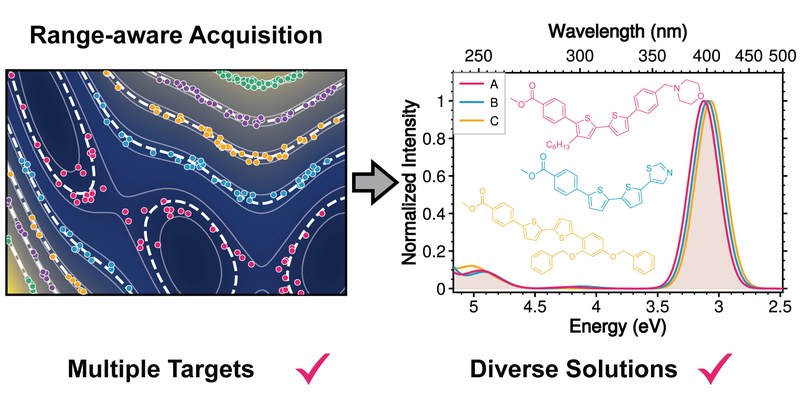 Range-aware Acquisition
Wavelength (nm)
250 300 350 400 450 500
A
B
C
Normalized Intensity
1
0.8
0.6
0.4
0.2
0
O
O
S
S
C6H13
N
O
O
O
S
S
S
N
O
O
S
S
O
O
5 4.5 4 3.5 3 2.5
Energy (eV)
Multiple Targets
Diverse Solutions